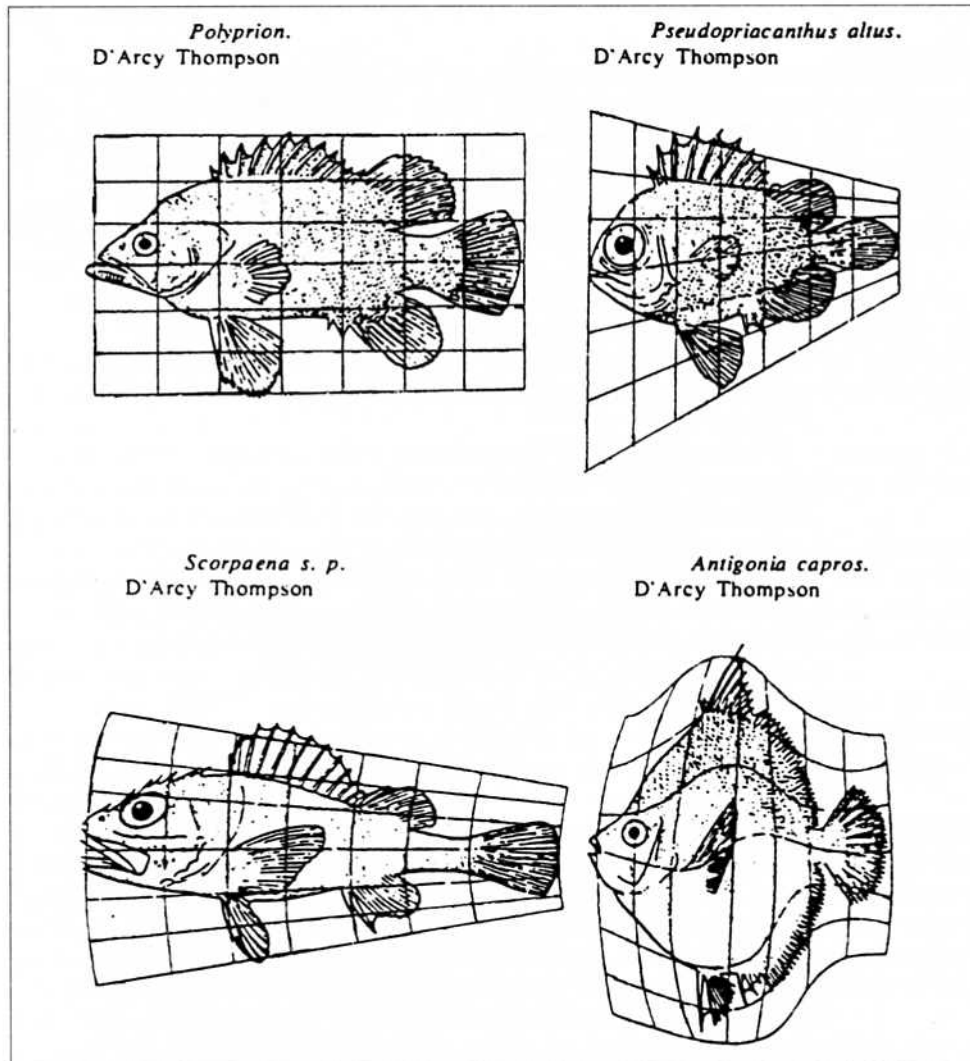 Polyprion.
D'Arcy Thompson
Pseudopriacanthus altus.
D'Arcy Thompson
Scorpaena s. p.
D'Arcy Thompson
Antigonia capros.
D'Arcy Thompson